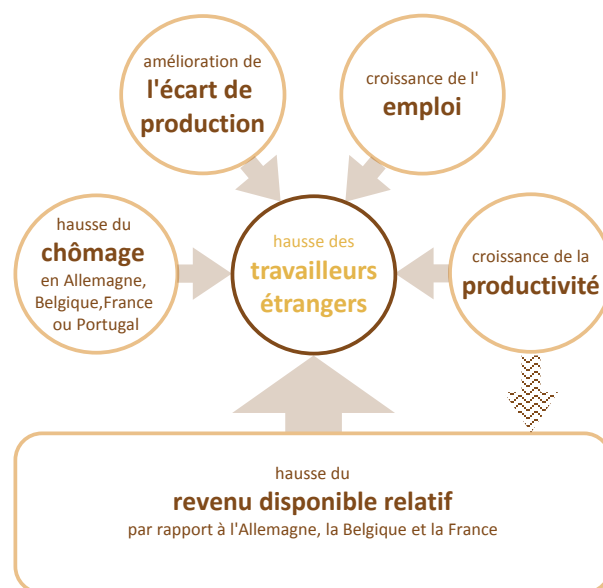 amélioration de
l'écart de
production
croissance de l'
emploi
hausse du
chômage
en Allemagne,
Belgique,France
ou Portugal
hausse des
travailleurs
étrangers
croissance de la
productivité
hausse du
revenu disponible relatif
par rapport à l'Allemagne, la Belgique et la France